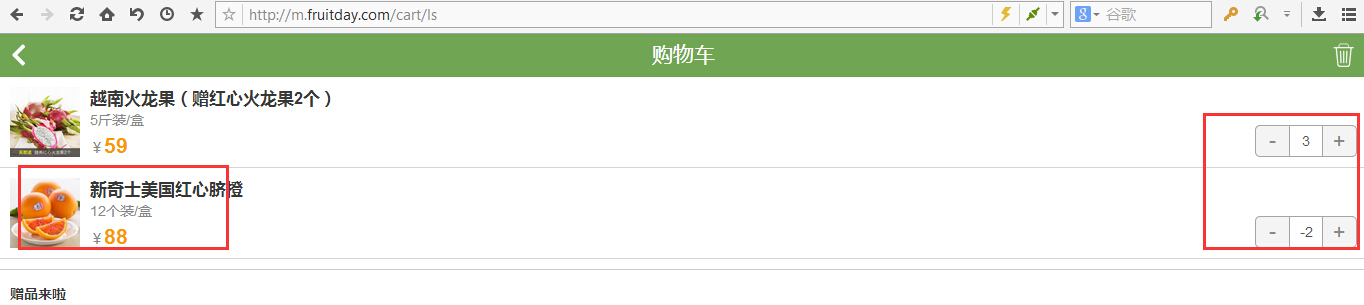 http://m.fruitday.com/cart/ls
谷歌
购物车
越南火龙果（赠红心火龙果2个）
5斤装/盒
￥59
- 3 +
新奇士美国红心脐橙
12个装/盒
￥88
- -2 +
赠品来啦